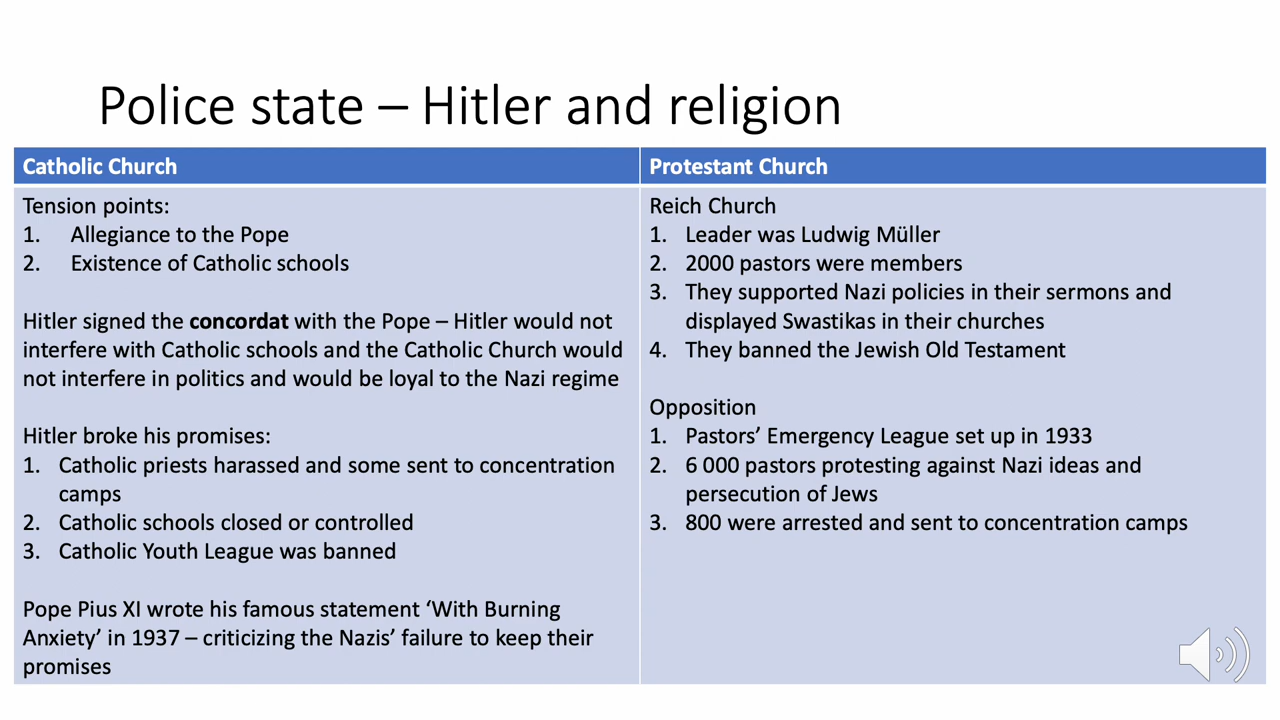 Police state – Hitler and religion
Catholic Church
Tension points:
1. Allegiance to the Pope
2. Existence of Catholic schools
Hitler signed the concordat with the Pope – Hitler would not
interfere with Catholic schools and the Catholic Church would
not interfere in politics and would be loyal to the Nazi regime
Hitler broke his promises:
1. Catholic priests harassed and some sent to concentration
camps
2. Catholic schools closed or controlled
3. Catholic Youth League was banned
Pope Pius XI wrote his famous statement ‘With Burning
Anxiety’ in 1937 – criticizing the Nazis’ failure to keep their
promises
Protestant Church
Reich Church
1. Leader was Ludwig Müller
2. 2000 pastors were members
3. They supported Nazi policies in their sermons and
displayed Swastikas in their churches
4. They banned the Jewish Old Testament
Opposition
1. Pastors’ Emergency League set up in 1933
2. 6 000 pastors protesting against Nazi ideas and
persecution of Jews
3. 800 were arrested and sent to concentration camps